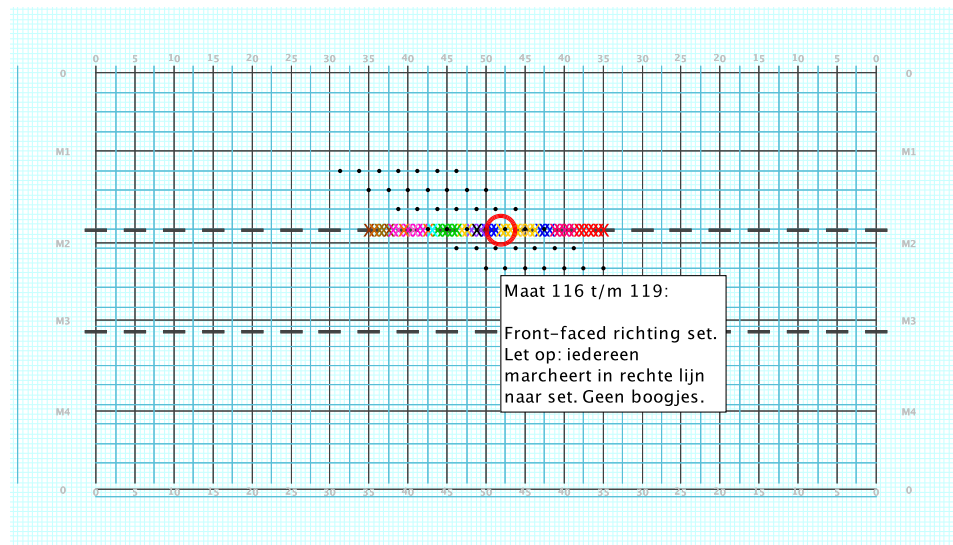 0 5 10 15 20 25 30 35 40 45 50 45 40 35 30 25 20 15 10 5 0
0 0
M1 M1
M2 M2
Maat 116 t/m 119:
M3 M3
Front-faced richting set.
Let op: iedereen
marcheert in rechte lijn
naar set. Geen boogjes.
M4 M4
0 0
0 5 10 15 20 25 30 35 40 45 50 45 40 35 30 25 20 15 10 5 0